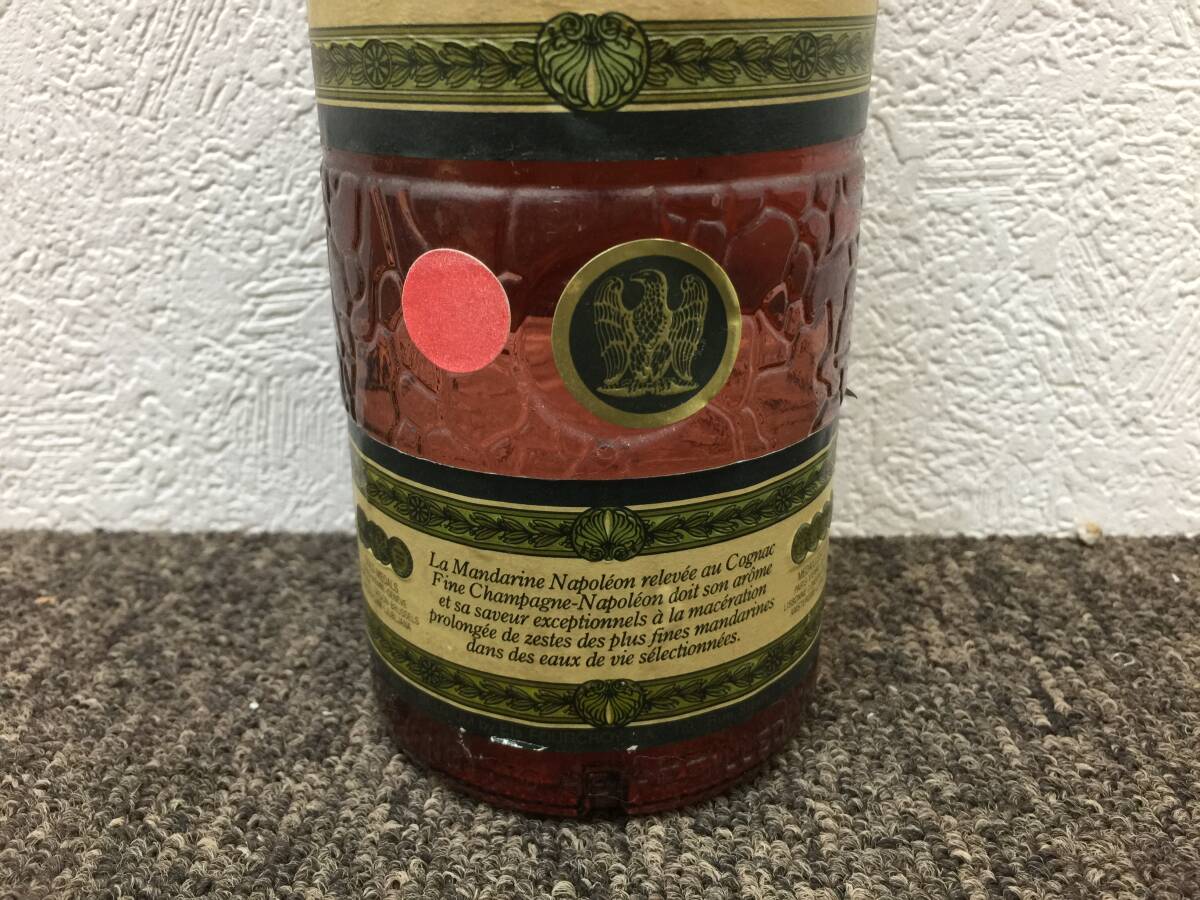 La Mandarine Napoléon relevée au Cognac
Fine Champagne-Napoléon doit son arôme
et sa saveur exceptionnels à la macération
prolongée de zestes des plus fines mandarines
dans des eaux de vie sélectionnées.
FOURCROY